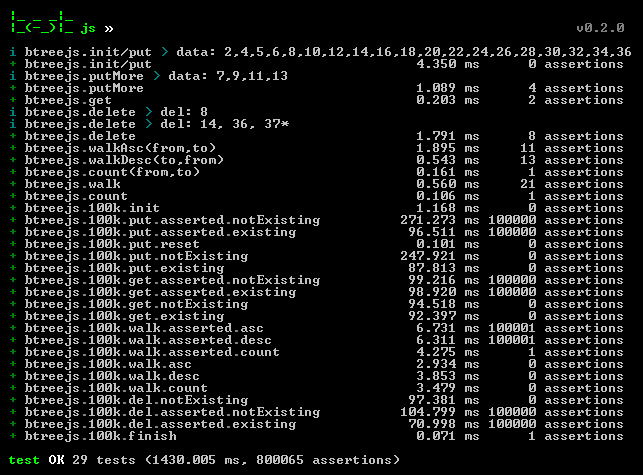 |_ _ _|_
|_(-_)|_ js » v0.2.0
i btreejs.init/put > data: 2,4,5,6,8,10,12,14,16,18,20,22,24,26,28,30,32,34,36
+ btreejs.init/put 4.350 ms 0 assertions
i btreejs.putMore > data: 7,9,11,13
+ btreejs.putMore 1.089 ms 4 assertions
+ btreejs.get 0.203 ms 2 assertions
i btreejs.delete > del: 8
i btreejs.delete > del: 14, 36, 37*
+ btreejs.delete 1.791 ms 8 assertions
+ btreejs.walkAsc(from,to) 1.895 ms 11 assertions
+ btreejs.walkDesc(to,from) 0.543 ms 13 assertions
+ btreejs.count(from,to) 0.161 ms 1 assertions
+ btreejs.walk 0.560 ms 21 assertions
+ btreejs.count 0.106 ms 1 assertions
+ btreejs.100k.init 1.168 ms 0 assertions
+ btreejs.100k.put.asserted.notExisting 271.273 ms 100000 assertions
+ btreejs.100k.put.asserted.existing 96.511 ms 100000 assertions
+ btreejs.100k.put.reset 0.101 ms 0 assertions
+ btreejs.100k.put.notExisting 247.921 ms 0 assertions
+ btreejs.100k.put.existing 87.813 ms 0 assertions
+ btreejs.100k.get.asserted.notExisting 99.216 ms 100000 assertions
+ btreejs.100k.get.asserted.existing 98.920 ms 100000 assertions
+ btreejs.100k.get.notExisting 94.518 ms 0 assertions
+ btreejs.100k.get.existing 92.397 ms 0 assertions
+ btreejs.100k.walk.asserted.asc 6.731 ms 100001 assertions
+ btreejs.100k.walk.asserted.desc 6.311 ms 100001 assertions
+ btreejs.100k.walk.asserted.count 4.275 ms 1 assertions
+ btreejs.100k.walk.asc 2.934 ms 0 assertions
+ btreejs.100k.walk.desc 3.853 ms 0 assertions
+ btreejs.100k.walk.count 3.479 ms 0 assertions
+ btreejs.100k.del.notExisting 97.381 ms 0 assertions
+ btreejs.100k.del.asserted.notExisting 104.799 ms 100000 assertions
+ btreejs.100k.del.asserted.existing 70.998 ms 100000 assertions
+ btreejs.100k.finish 0.071 ms 1 assertions
test OK 29 tests (1430.005 ms, 800065 assertions)